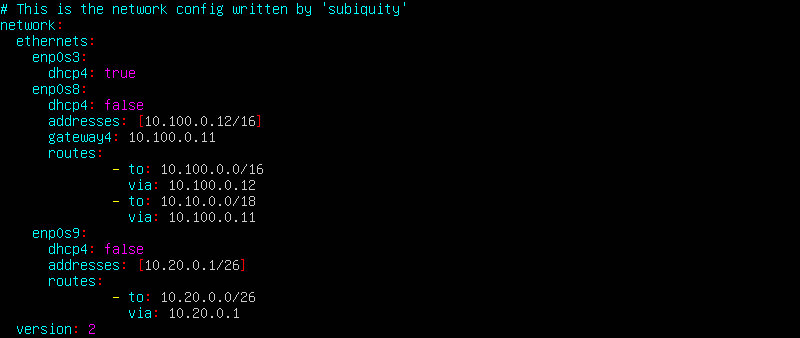 # This is the network config written by 'subiquity'
network:
  ethernets:
    enp0s3:
      dhcp4: true
    enp0s8:
      dhcp4: false
      addresses: [10.100.0.12/16]
      gateway4: 10.100.0.11
      routes:
              - to: 10.100.0.0/16
                via: 10.100.0.12
              - to: 10.10.0.0/18
                via: 10.100.0.11
    enp0s9:
      dhcp4: false
      addresses: [10.20.0.1/26]
      routes:
              - to: 10.20.0.0/26
                via: 10.20.0.1
  version: 2